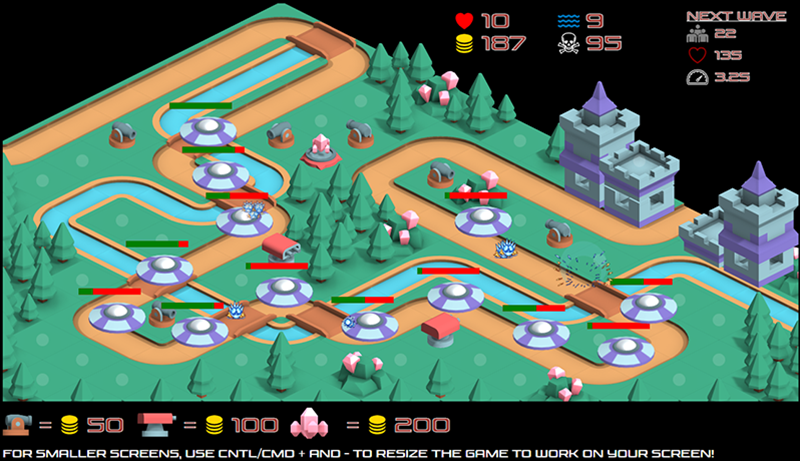 10 9 NEXT WAVE
187 95 22
135
3.25
= 50 = 100 = 200
FOR SMALLER SCREENS, USE CNTL/CMD + AND - TO RESIZE THE GAME TO WORK ON YOUR SCREEN!